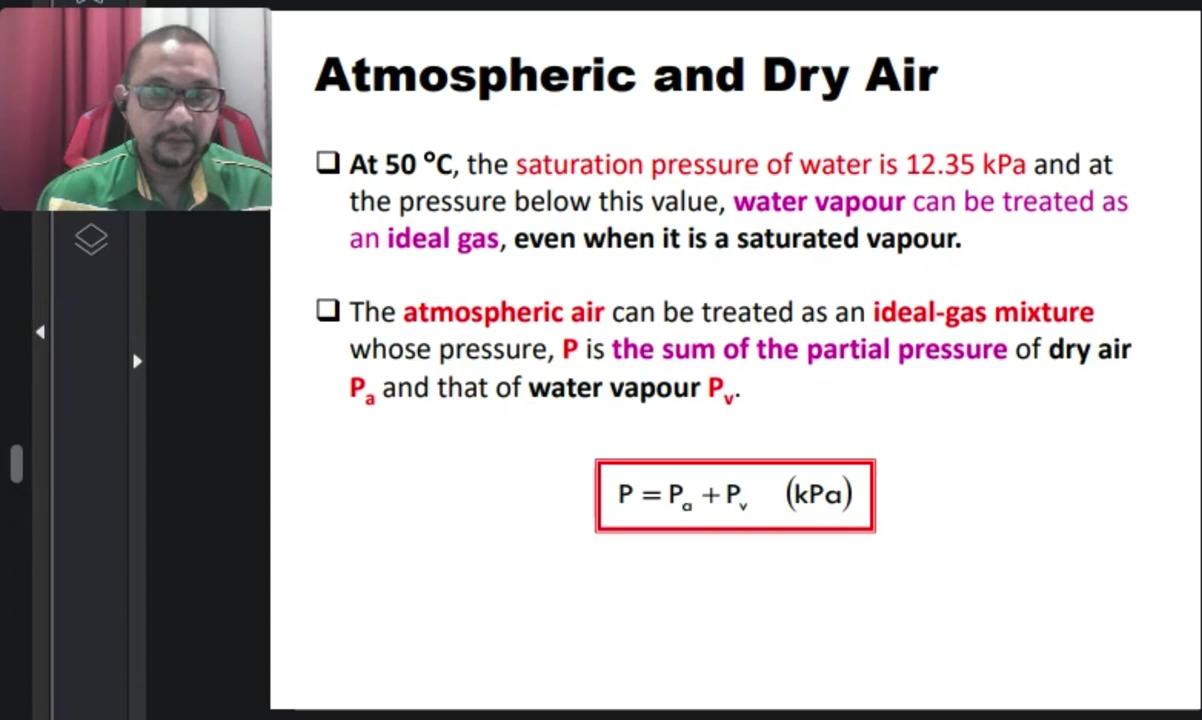 Atmospheric and Dry Air
❑ At 50 °C, the saturation pressure of water is 12.35 kPa and at
the pressure below this value, water vapour can be treated as
an ideal gas, even when it is a saturated vapour.
❑ The atmospheric air can be treated as an ideal-gas mixture
whose pressure, P is the sum of the partial pressure of dry air
Pₐ and that of water vapour Pᵥ.
P = Pₐ + Pᵥ (kPa)